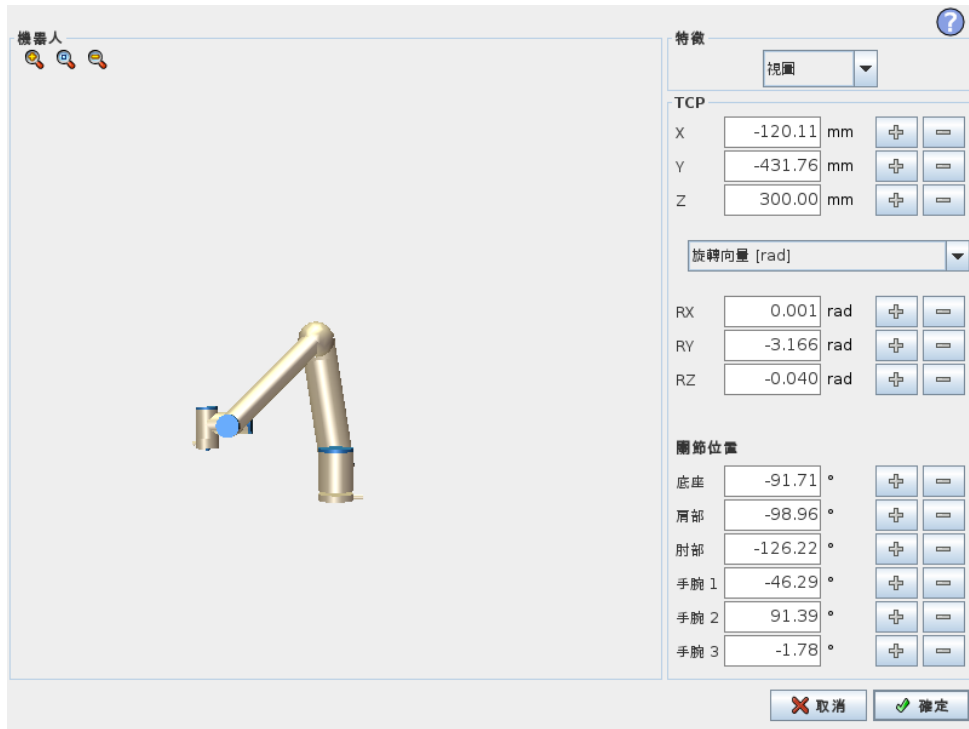 機器人
特徵
視圖
TCP
X -120.11 mm
Y -431.76 mm
Z 300.00 mm
旋轉向量 [rad]
RX 0.001 rad
RY -3.166 rad
RZ -0.040 rad
關節位置
底座 -91.71 °
肩部 -98.96 °
肘部 -126.22 °
手腕 1 -46.29 °
手腕 2 91.39 °
手腕 3 -1.78 °
取消 確定